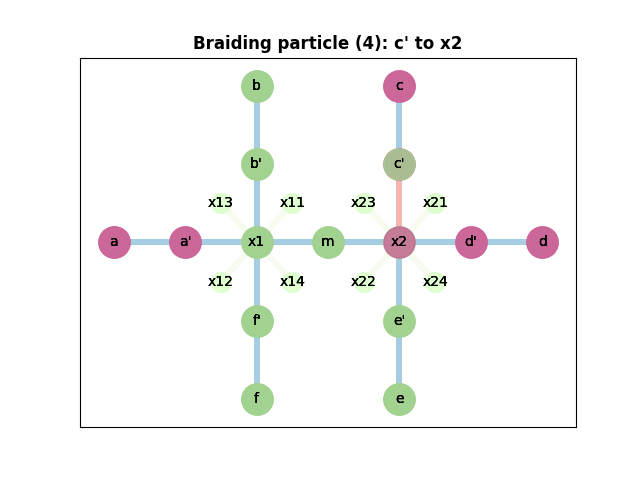 Braiding particle (4): c' to x2
b c
b' c'
x13 x11 x23 x21
a a' x1 m x2 d' d
x12 x14 x22 x24
f' e'
f e